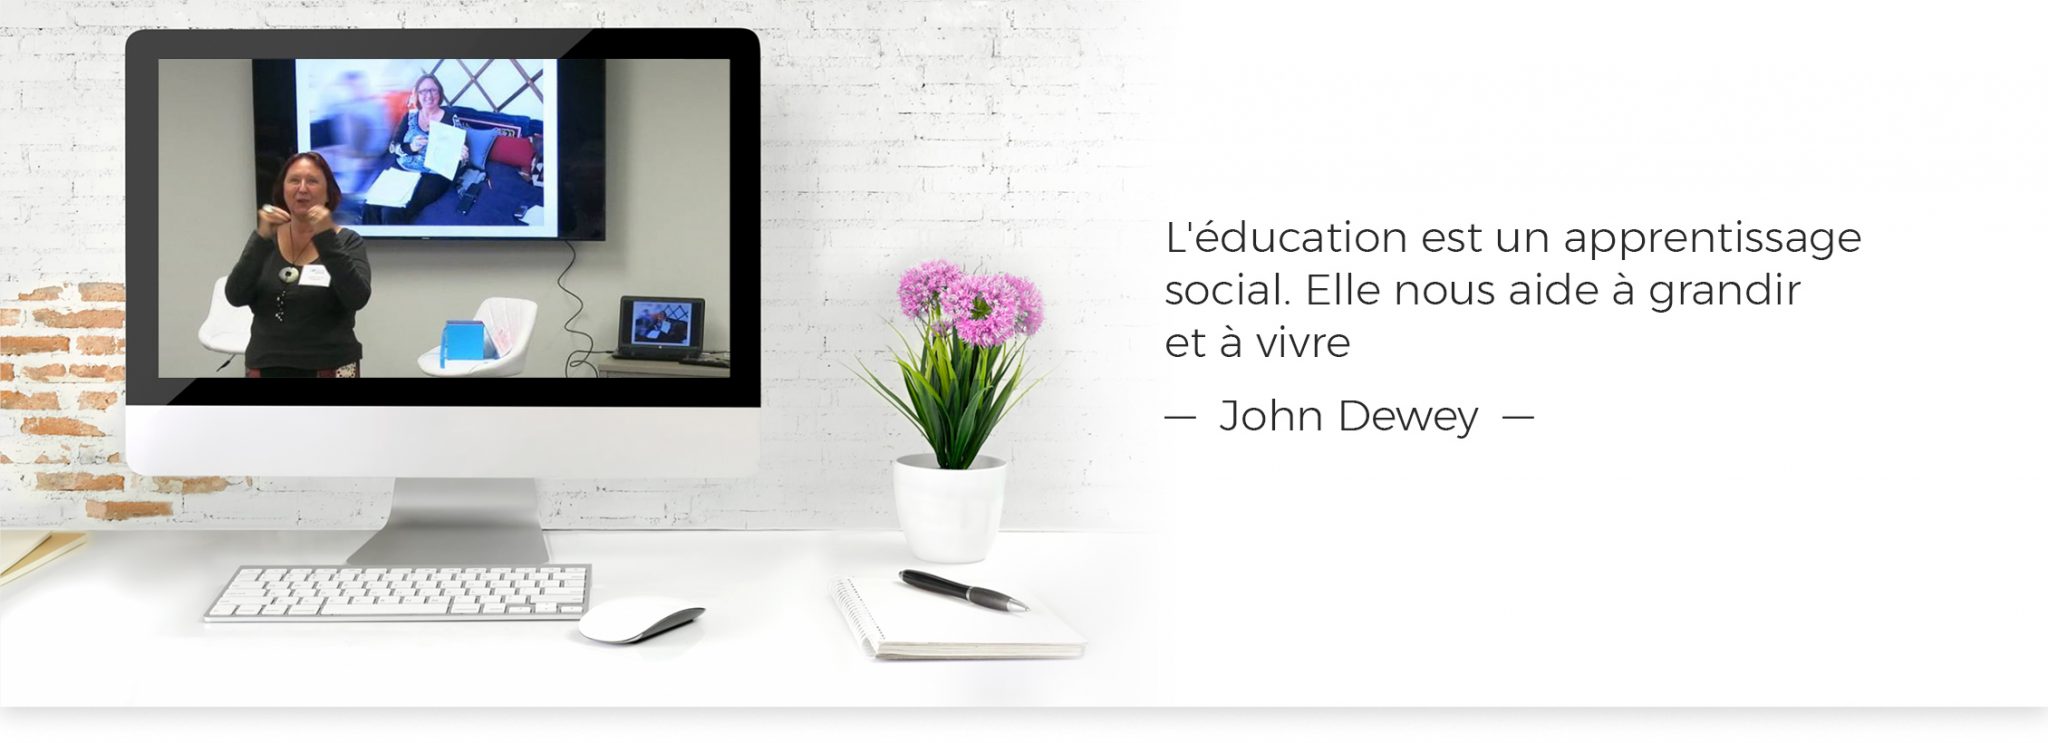 L'éducation est un apprentissage
social. Elle nous aide à grandir
et à vivre
— John Dewey —